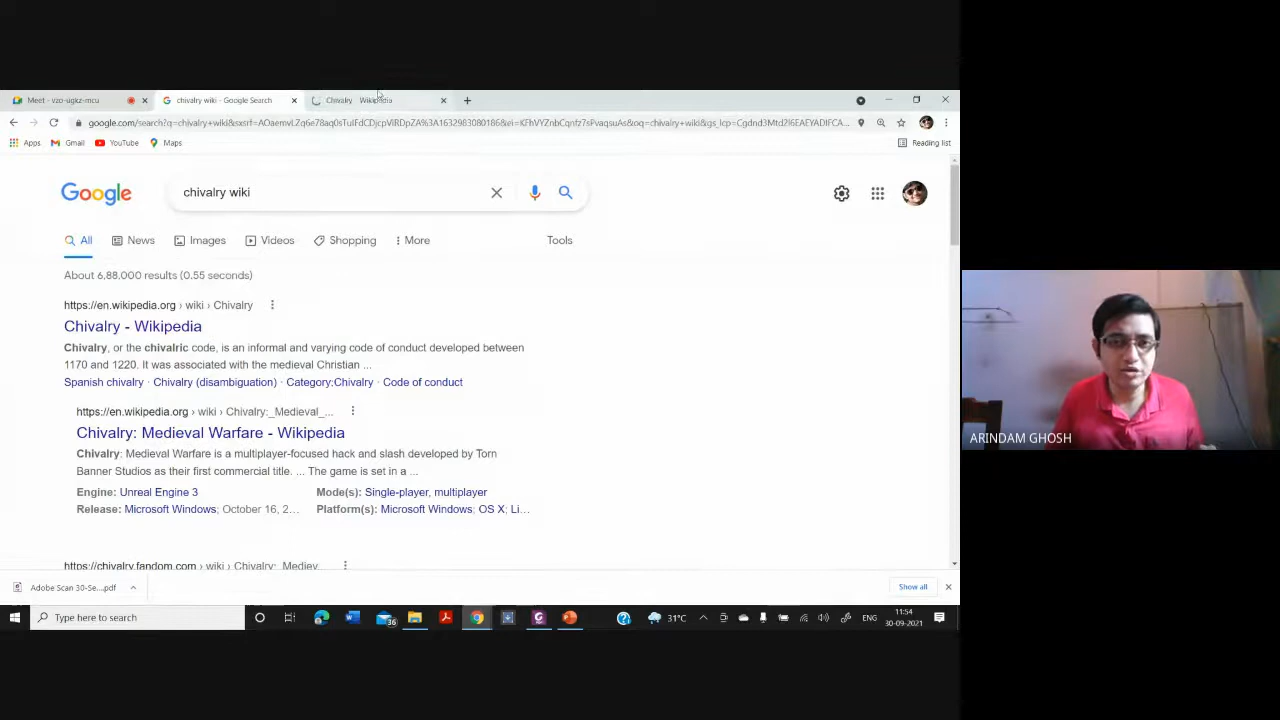 Meet - vzo-ugkz-mcu
chivalry wiki - Google Search
Chivalry Wikipedia
google.com/search?q=chivalry+wiki&sxsrf=
Apps
Gmail
YouTube
Maps
Reading list
Google
chivalry wiki
All
News
Images
Videos
Shopping
More
Tools
About 6,88,000 results (0.55 seconds)
https://en.wikipedia.org › wiki › Chivalry
Chivalry - Wikipedia
Chivalry, or the chivalric code, is an informal and varying code of conduct developed between
1170 and 1220. It was associated with the medieval Christian ...
Spanish chivalry · Chivalry (disambiguation) · Category:Chivalry · Code of conduct
https://en.wikipedia.org › wiki › Chivalry:_Medieval_...
Chivalry: Medieval Warfare - Wikipedia
Chivalry: Medieval Warfare is a multiplayer-focused hack and slash developed by Torn
Banner Studios as their first commercial title. ... The game is set in a ...
Engine: Unreal Engine 3 Mode(s): Single-player, multiplayer
Release: Microsoft Windows; October 16, 2... Platform(s): Microsoft Windows; OS X; Li...
https://chivalry.fandom.com › wiki › Chivalry:_Mediev...
ARINDAM GHOSH
Adobe Scan 30-Se....pdf
Show all
Type here to search
36
31°C
ENG
11:54
30-09-2021